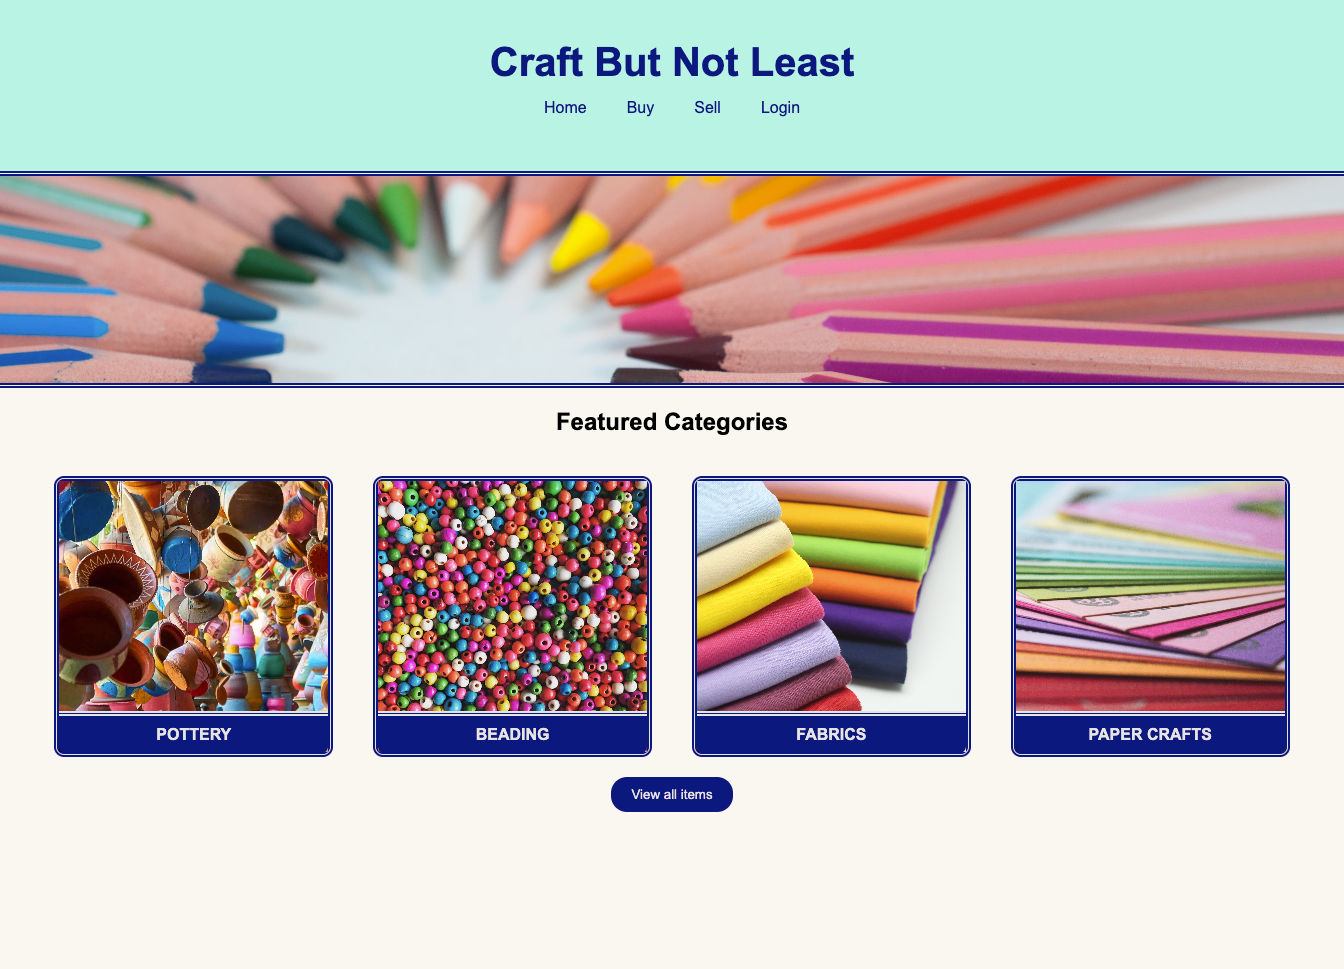 Craft But Not Least
Home Buy Sell Login
Featured Categories
POTTERY BEADING FABRICS PAPER CRAFTS
View all items